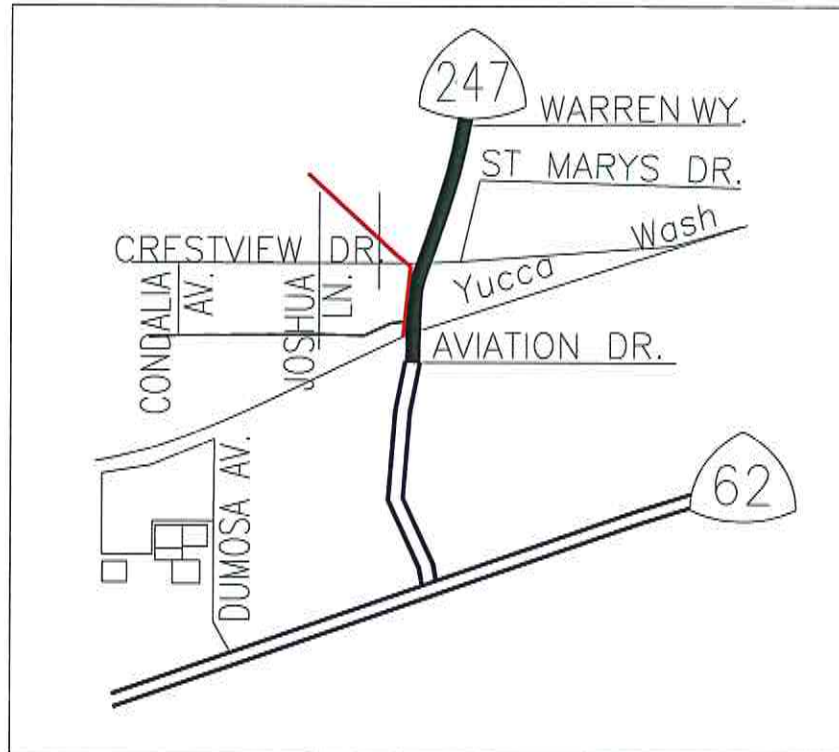 247
WARREN WY.
ST MARYS DR.
CRESTVIEW DR.
Yucca Wash
CONDALIA AV.
JOSHUA LN.
AVIATION DR.
DUMOSA AV.
62